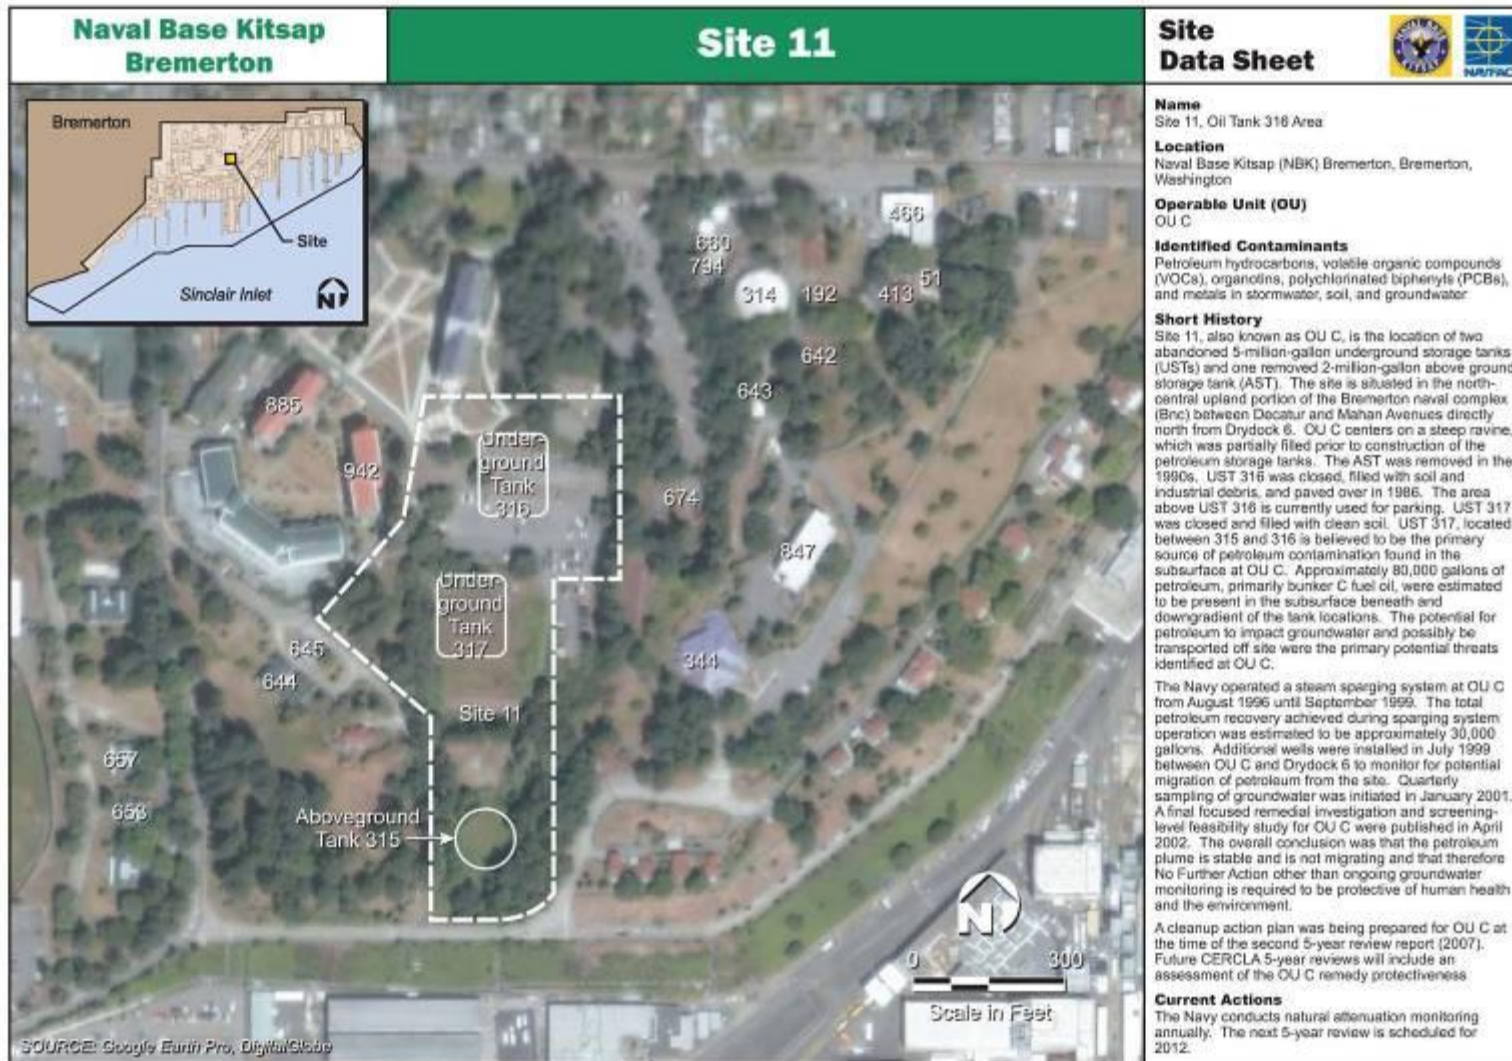 Naval Base Kitsap
Bremerton
Site 11
Site
Data Sheet
NAVAL BASE
KITSAP
NAVFAC
Bremerton
Site
Sinclair Inlet
N
466
680
794
314
192
413
51
642
643
885
942
Under-
ground
Tank
316
674
847
Under-
ground
Tank
317
645
644
344
Site 11
657
653
Aboveground
Tank 315
N
0 300
Scale in Feet
SOURCE: Google Earth Pro, DigitalGlobe
Name
Site 11, Oil Tank 316 Area
Location
Naval Base Kitsap (NBK) Bremerton, Bremerton,
Washington
Operable Unit (OU)
OU C
Identified Contaminants
Petroleum hydrocarbons, volatile organic compounds
(VOCs), organotins, polychlorinated biphenyls (PCBs),
and metals in stormwater, soil, and groundwater
Short History
Site 11, also known as OU C, is the location of two
abandoned 5-million-gallon underground storage tanks
(USTs) and one removed 2-million-gallon above ground
storage tank (AST). The site is situated in the north-
central upland portion of the Bremerton naval complex
(Bnc) between Decatur and Mahan Avenues directly
north from Drydock 6. OU C centers on a steep ravine,
which was partially filled prior to construction of the
petroleum storage tanks. The AST was removed in the
1990s. UST 316 was closed, filled with soil and
industrial debris, and paved over in 1986. The area
above UST 316 is currently used for parking. UST 317
was closed and filled with clean soil. UST 317, located
between 315 and 316 is believed to be the primary
source of petroleum contamination found in the
subsurface at OU C. Approximately 80,000 gallons of
petroleum, primarily bunker C fuel oil, were estimated
to be present in the subsurface beneath and
downgradient of the tank locations. The potential for
petroleum to impact groundwater and possibly be
transported off site were the primary potential threats
identified at OU C.
The Navy operated a steam sparging system at OU C
from August 1996 until September 1999. The total
petroleum recovery achieved during sparging system
operation was estimated to be approximately 30,000
gallons. Additional wells were installed in July 1999
between OU C and Drydock 6 to monitor for potential
migration of petroleum from the site. Quarterly
sampling of groundwater was initiated in January 2001.
A final focused remedial investigation and screening-
level feasibility study for OU C were published in April
2002. The overall conclusion was that the petroleum
plume is stable and is not migrating and that therefore
No Further Action other than ongoing groundwater
monitoring is required to be protective of human health
and the environment.
A cleanup action plan was being prepared for OU C at
the time of the second 5-year review report (2007).
Future CERCLA 5-year reviews will include an
assessment of the OU C remedy protectiveness
Current Actions
The Navy conducts natural attenuation monitoring
annually. The next 5-year review is scheduled for
2012.